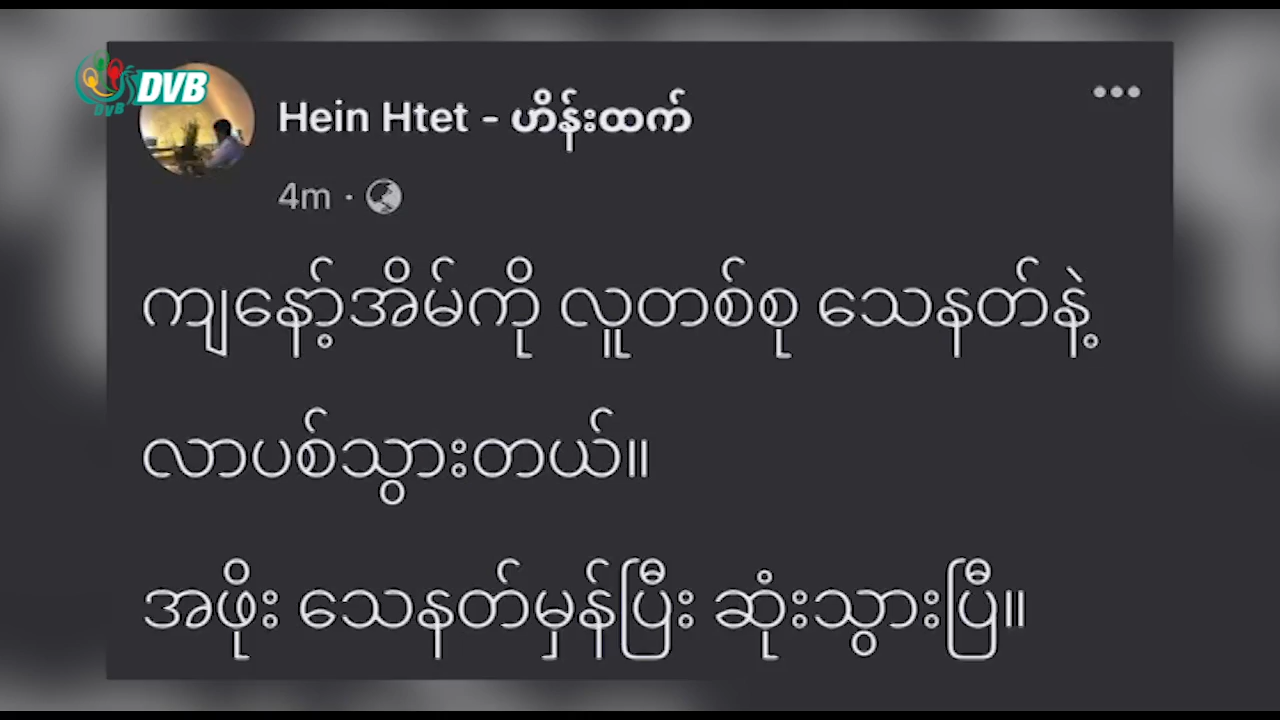 DVB
DVB
Hein Htet - ဟိန်းထက်
4m ·
ကျနော့်အိမ်ကို လူတစ်စု သေနတ်နဲ့
လာပစ်သွားတယ်။
အဖိုး သေနတ်မှန်ပြီး ဆုံးသွားပြီ။